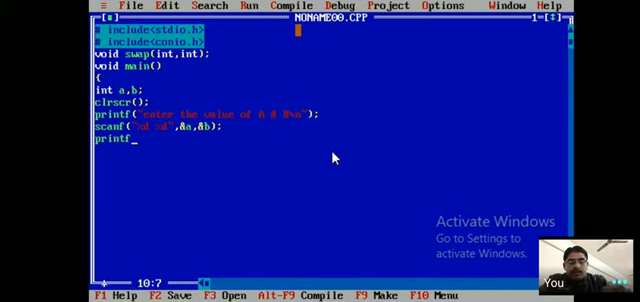 ≡ File Edit Search Run Compile Debug Project Options Window Help
NONAME00.CPP 1
# include<stdio.h>
# include<conio.h>
void swap(int,int);
void main()
{
int a,b;
clrscr();
printf("enter the value of A & B\n");
scanf("%d %d",&a,&b);
printf_
Activate Windows
Go to Settings to
activate Windows.
You
10:7
F1 Help F2 Save F3 Open Alt-F9 Compile F9 Make F10 Menu